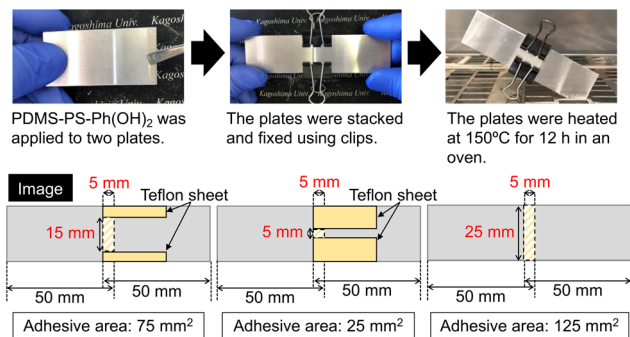 Kagoshima Univ.
Kagos
Kagoshima Univ.
Kagosh
PDMS-PS-Ph(OH)₂ was
applied to two plates.
The plates were stacked
and fixed using clips.
The plates were heated
at 150ºC for 12 h in an
oven.
Image
5 mm
Teflon sheet
15 mm
50 mm
50 mm
Adhesive area: 75 mm²
5 mm
Teflon sheet
5 mm
50 mm
50 mm
Adhesive area: 25 mm²
5 mm
25 mm
50 mm
50 mm
Adhesive area: 125 mm²